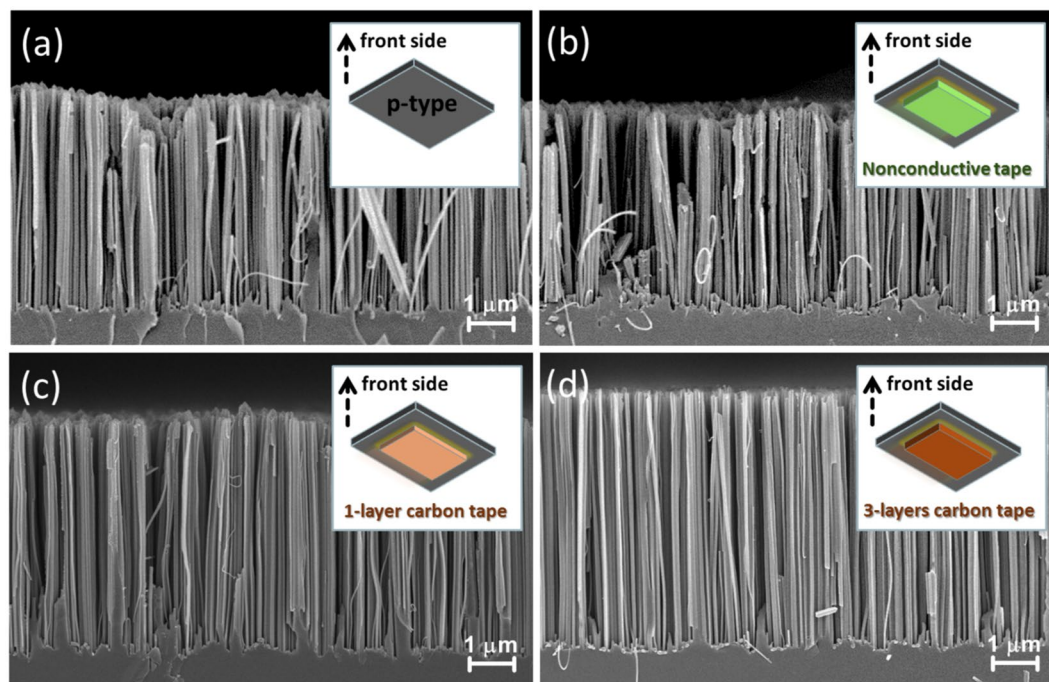 (a)
front side
p-type
1 μm
(b)
front side
Nonconductive tape
1 μm
(c)
front side
1-layer carbon tape
1 μm
(d)
front side
3-layers carbon tape
1 μm